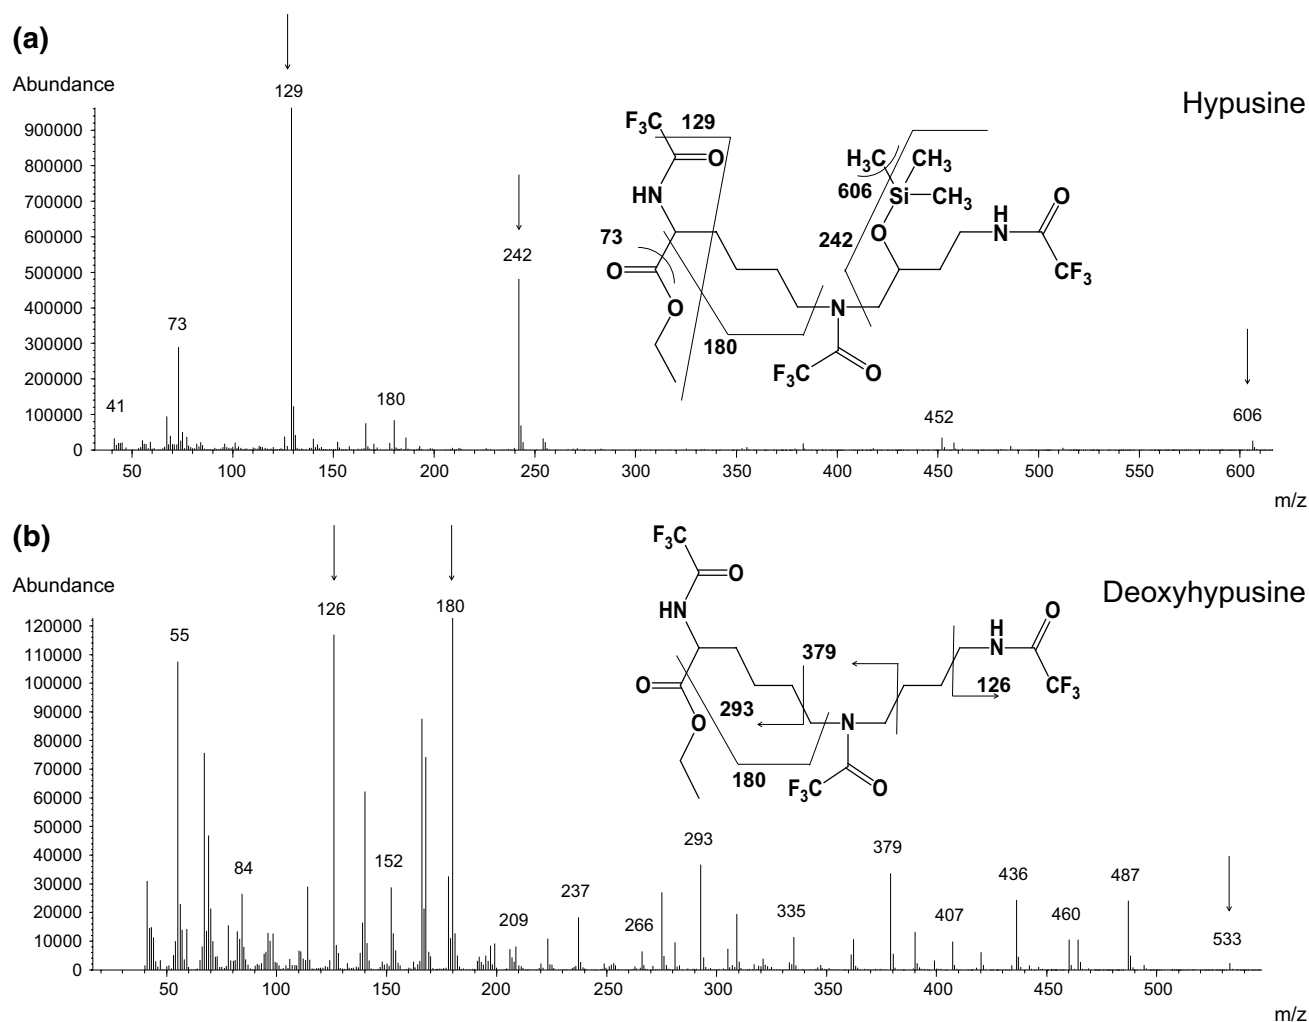 (a)
Abundance
Hypusine
900000
800000
700000
600000
500000
400000
300000
200000
100000
0
129
242
73
41
180
452
606
F₃C
129
O
HN
73
O
O
180
H₃C
CH₃
606
Si
CH₃
242
O
H
N
O
CF₃
N
F₃C
O
50 100 150 200 250 300 350 400 450 500 550 600
m/z
(b)
Abundance
Deoxyhypusine
120000
110000
100000
90000
80000
70000
60000
50000
40000
30000
20000
10000
0
55
84
126
152
180
209
237
266
293
335
379
407
436
460
487
533
F₃C
O
HN
379
O
293
O
180
N
F₃C
O
H
N
O
126
CF₃
50 100 150 200 250 300 350 400 450 500
m/z